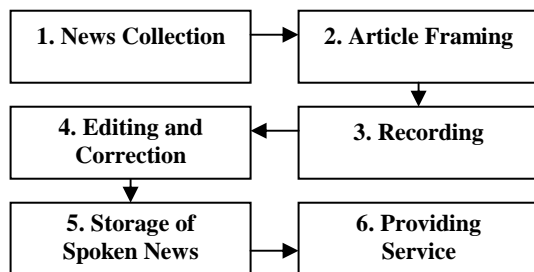 1. News Collection
2. Article Framing
3. Recording
4. Editing and
Correction
5. Storage of
Spoken News
6. Providing
Service